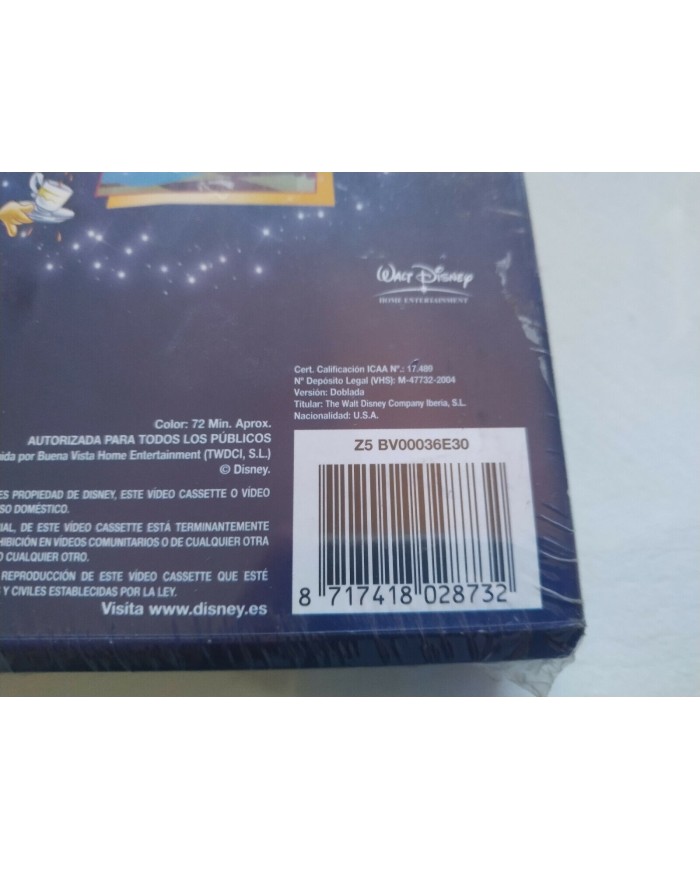 Walt Disney
HOME ENTERTAINMENT
Cert. Calificación ICAA Nº.: 17.489
Nº Depósito Legal (VHS): M-47732-2004
Versión: Doblada
Titular: The Walt Disney Company Iberia, S.L.
Nacionalidad: U.S.A.
Color: 72 Min. Aprox.
AUTORIZADA PARA TODOS LOS PÚBLICOS
ida por Buena Vista Home Entertainment (TWDCI, S.L.)
© Disney.
ES PROPIEDAD DE DISNEY, ESTE VÍDEO CASSETTE O VÍDEO
SO DOMÉSTICO.
IAL, DE ESTE VÍDEO CASSETTE ESTÁ TERMINANTEMENTE
HIBICIÓN EN VÍDEOS COMUNITARIOS O DE CUALQUIER OTRA
O CUALQUIER OTRO.
REPRODUCCIÓN DE ESTE VÍDEO CASSETTE QUE ESTÉ
S Y CIVILES ESTABLECIDAS POR LA LEY.
Visita www.disney.es
Z5 BV00036E30
8 717418 028732